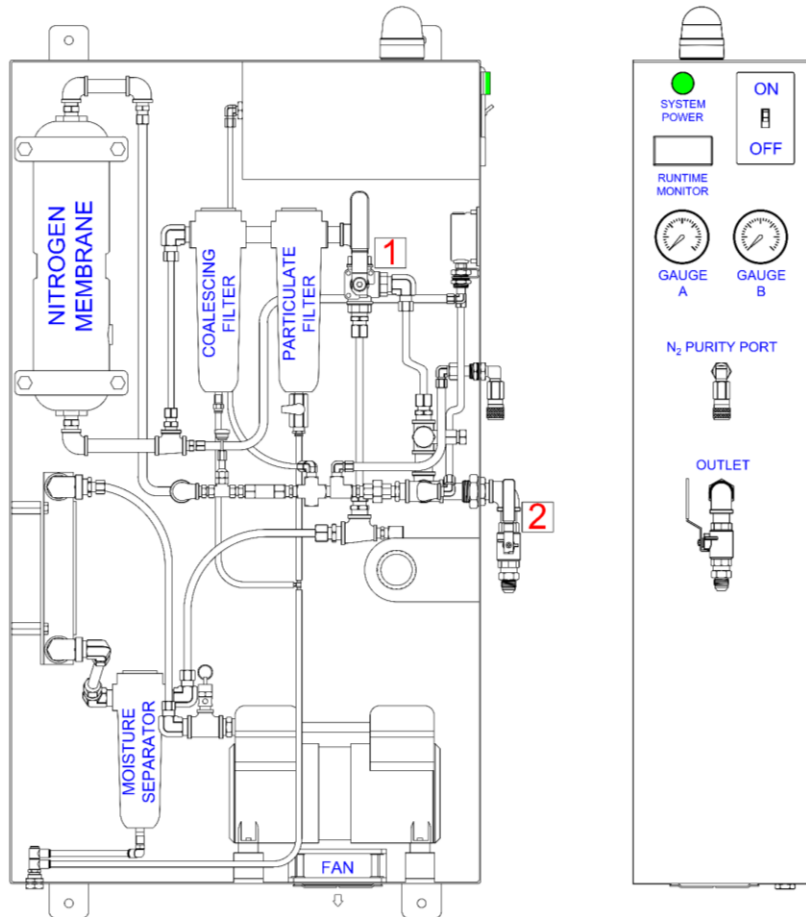 NITROGEN
MEMBRANE
COALESCING
FILTER
PARTICULATE
FILTER
1
2
MOISTURE
SEPARATOR
FAN
SYSTEM
POWER
ON
OFF
RUNTIME
MONITOR
GAUGE
A
GAUGE
B
N₂ PURITY PORT
OUTLET